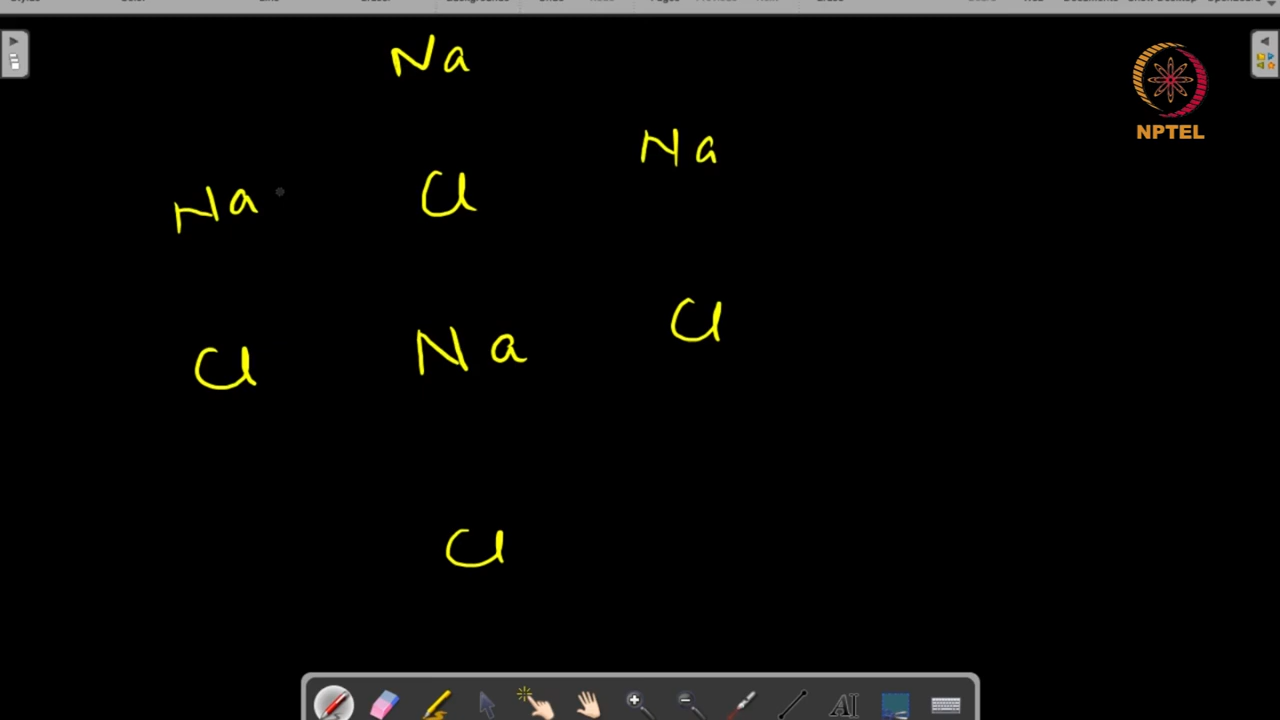 Na
Na
Na Cl
Cl Na Cl
Cl
NPTEL